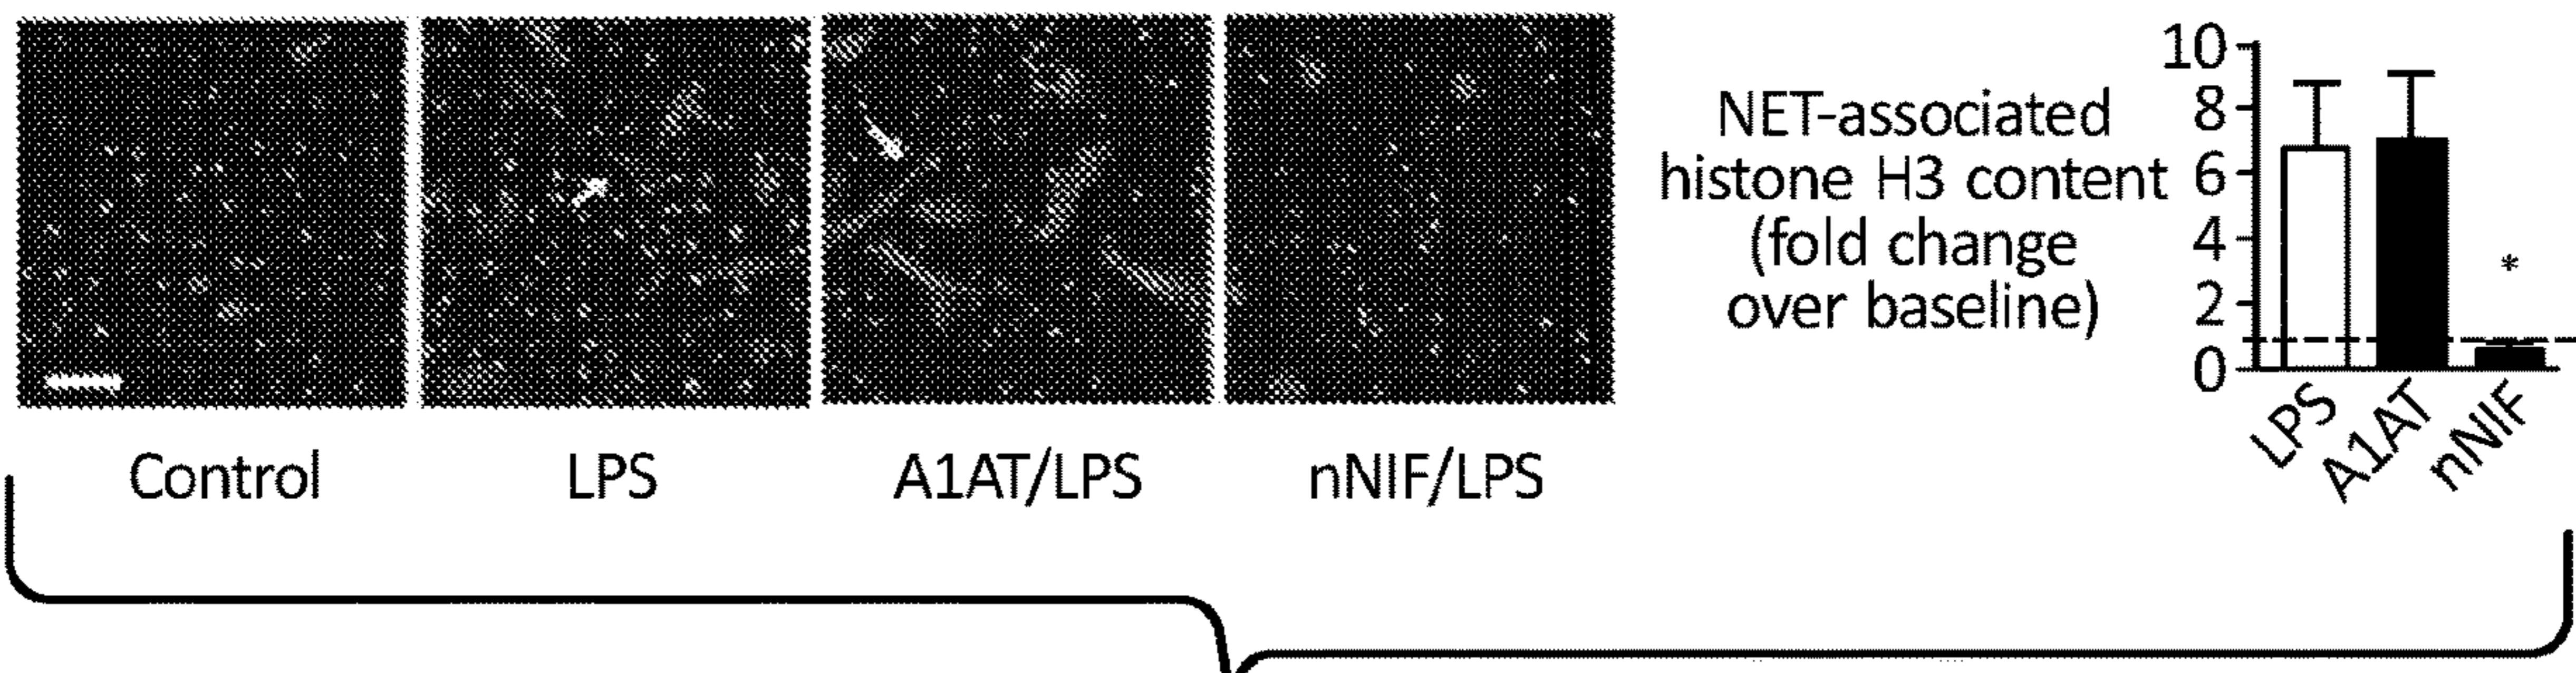 Control
LPS
A1AT/LPS
nNIF/LPS
NET-associated
histone H3 content
(fold change
over baseline)
10
8
6
4
2
0
*
LPS
A1AT
nNIF